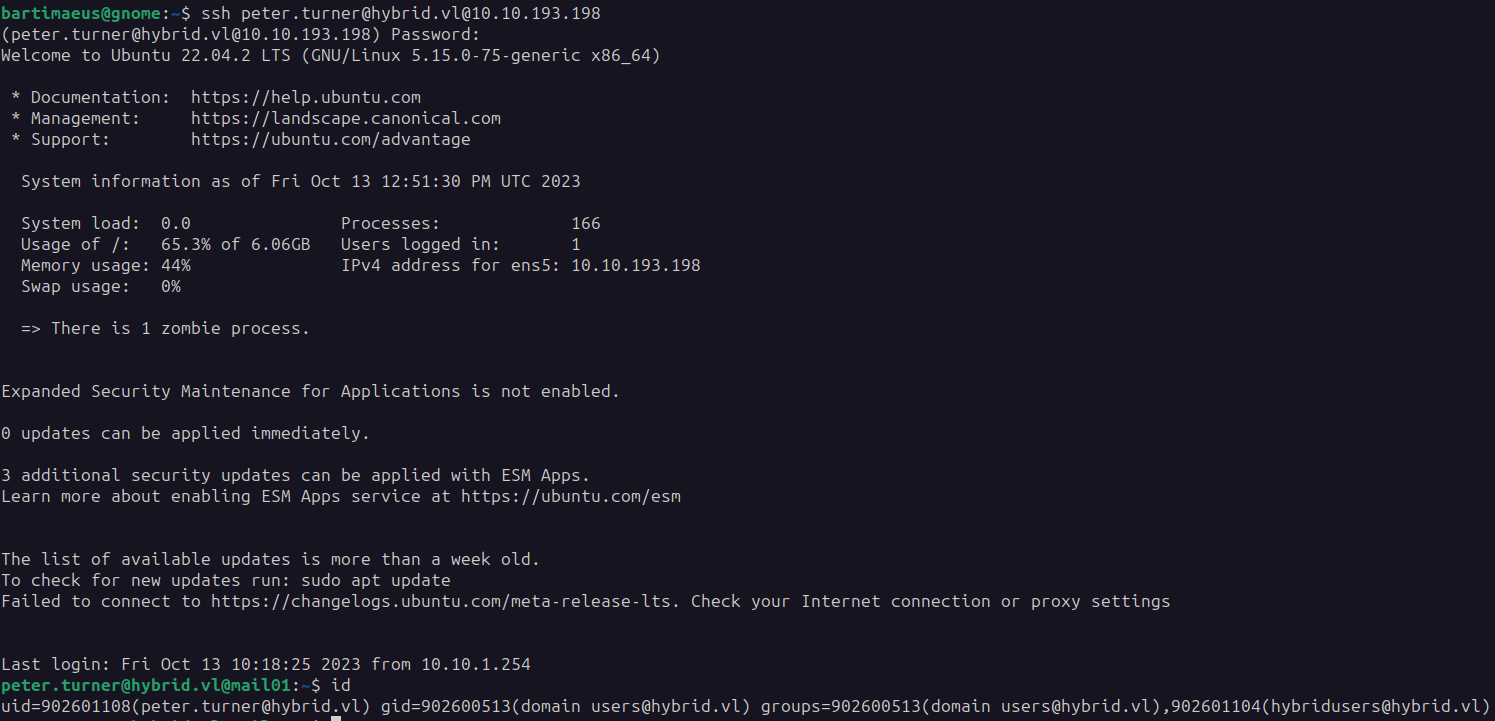 bartimaeus@gnome:~$ ssh peter.turner@hybrid.vl@10.10.193.198
(peter.turner@hybrid.vl@10.10.193.198) Password:
Welcome to Ubuntu 22.04.2 LTS (GNU/Linux 5.15.0-75-generic x86_64)

 * Documentation:  https://help.ubuntu.com
 * Management:     https://landscape.canonical.com
 * Support:        https://ubuntu.com/advantage

  System information as of Fri Oct 13 12:51:30 PM UTC 2023

  System load:  0.0               Processes:             166
  Usage of /:   65.3% of 6.06GB   Users logged in:       1
  Memory usage: 44%               IPv4 address for ens5: 10.10.193.198
  Swap usage:   0%

  => There is 1 zombie process.


Expanded Security Maintenance for Applications is not enabled.

0 updates can be applied immediately.

3 additional security updates can be applied with ESM Apps.
Learn more about enabling ESM Apps service at https://ubuntu.com/esm


The list of available updates is more than a week old.
To check for new updates run: sudo apt update
Failed to connect to https://changelogs.ubuntu.com/meta-release-lts. Check your Internet connection or proxy settings


Last login: Fri Oct 13 10:18:25 2023 from 10.10.1.254
peter.turner@hybrid.vl@mail01:~$ id
uid=902601108(peter.turner@hybrid.vl) gid=902600513(domain users@hybrid.vl) groups=902600513(domain users@hybrid.vl),902601104(hybridusers@hybrid.vl)